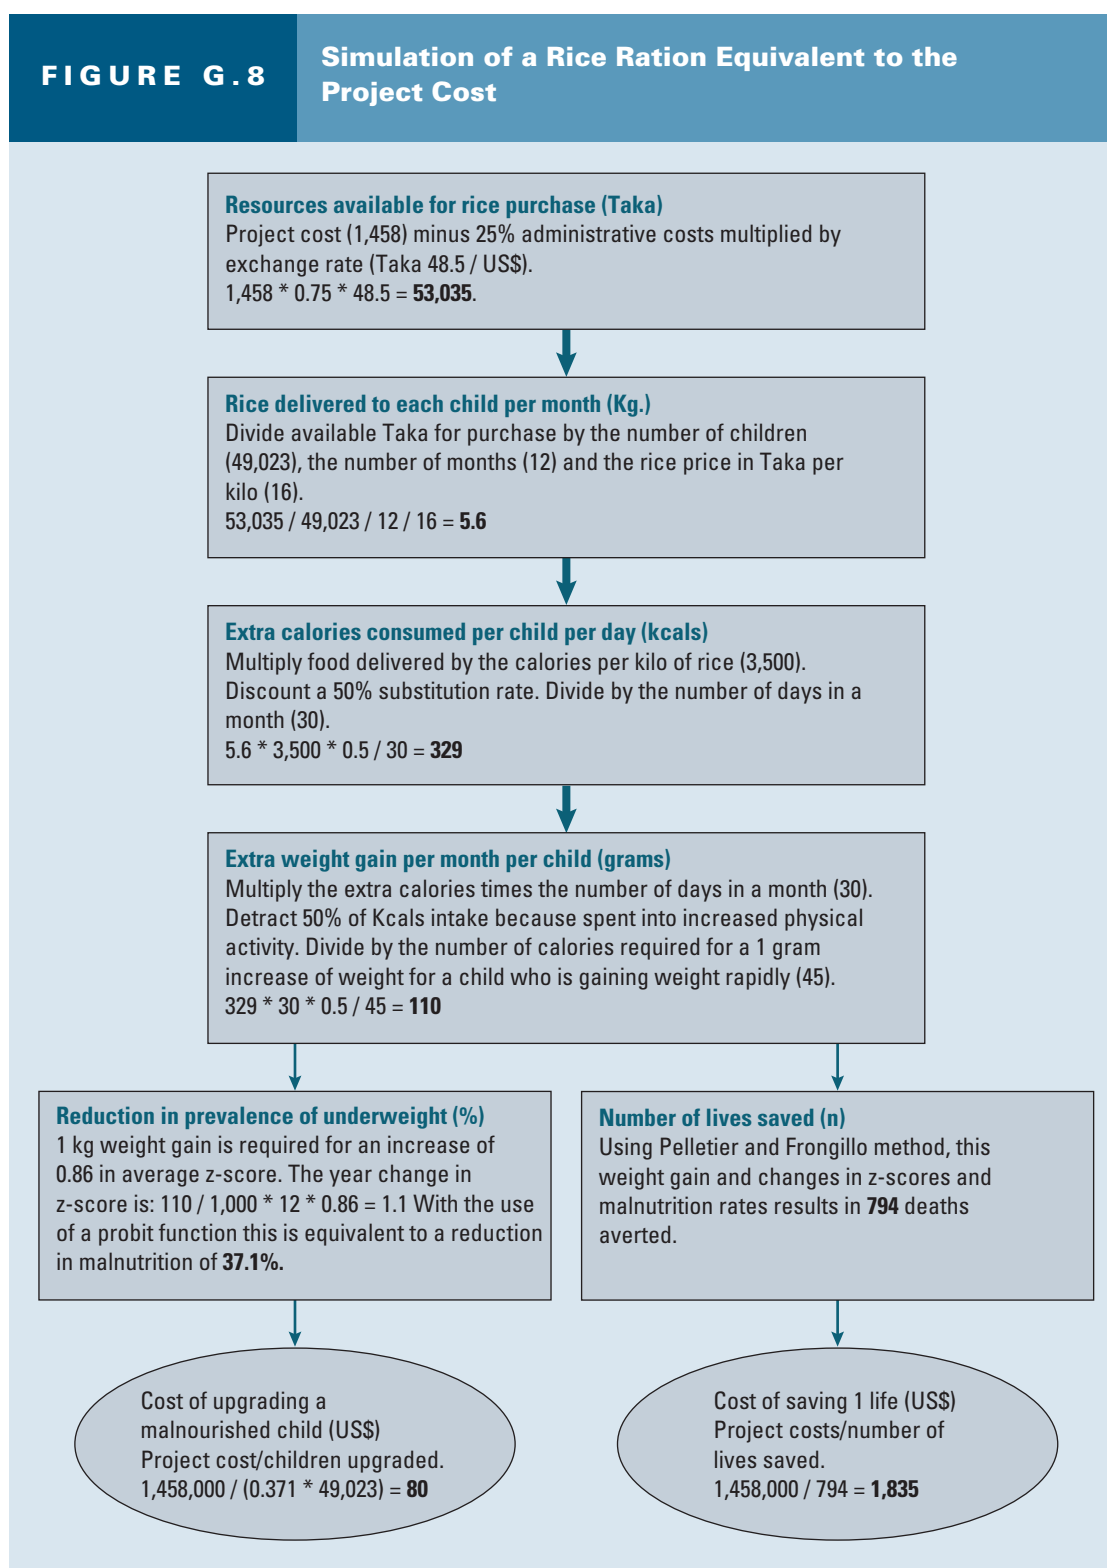 FIGURE G.8
Simulation of a Rice Ration Equivalent to the
Project Cost
Resources available for rice purchase (Taka)
Project cost (1,458) minus 25% administrative costs multiplied by
exchange rate (Taka 48.5 / US$).
1,458 * 0.75 * 48.5 = 53,035.
Rice delivered to each child per month (Kg.)
Divide available Taka for purchase by the number of children
(49,023), the number of months (12) and the rice price in Taka per
kilo (16).
53,035 / 49,023 / 12 / 16 = 5.6
Extra calories consumed per child per day (kcals)
Multiply food delivered by the calories per kilo of rice (3,500).
Discount a 50% substitution rate. Divide by the number of days in a
month (30).
5.6 * 3,500 * 0.5 / 30 = 329
Extra weight gain per month per child (grams)
Multiply the extra calories times the number of days in a month (30).
Detract 50% of Kcals intake because spent into increased physical
activity. Divide by the number of calories required for a 1 gram
increase of weight for a child who is gaining weight rapidly (45).
329 * 30 * 0.5 / 45 = 110
Reduction in prevalence of underweight (%)
1 kg weight gain is required for an increase of
0.86 in average z-score. The year change in
z-score is: 110 / 1,000 * 12 * 0.86 = 1.1 With the use
of a probit function this is equivalent to a reduction
in malnutrition of 37.1%.
Number of lives saved (n)
Using Pelletier and Frongillo method, this
weight gain and changes in z-scores and
malnutrition rates results in 794 deaths
averted.
Cost of upgrading a
malnourished child (US$)
Project cost/children upgraded.
1,458,000 / (0.371 * 49,023) = 80
Cost of saving 1 life (US$)
Project costs/number of
lives saved.
1,458,000 / 794 = 1,835